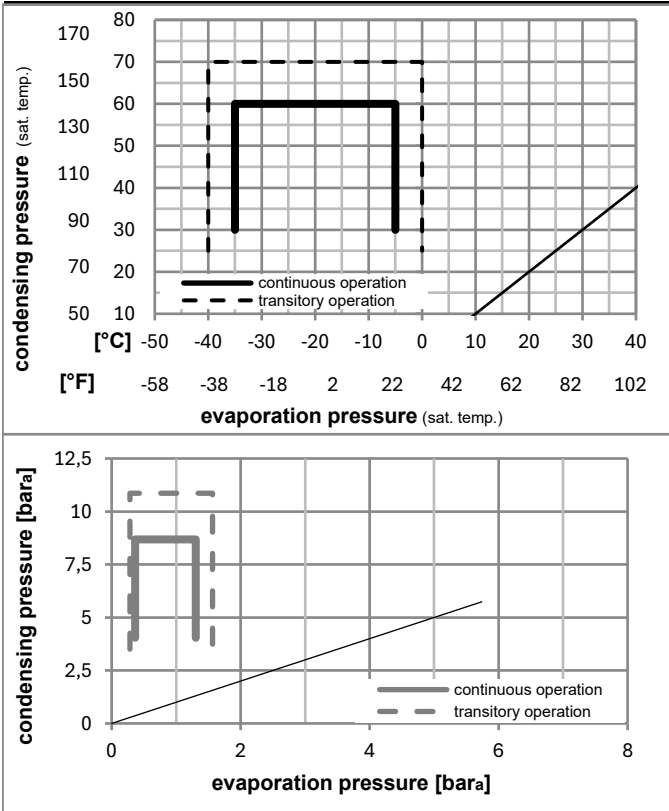 condensing pressure (sat. temp.)
170 80
70
150 60
130 50
110 40
90 30
70 20
50 10
continuous operation
transitory operation
[°C] -50 -40 -30 -20 -10 0 10 20 30 40
[°F] -58 -38 -18 2 22 42 62 82 102
evaporation pressure (sat. temp.)
condensing pressure [bara]
12,5
10
7,5
5
2,5
0
continuous operation
transitory operation
0 2 4 6 8
evaporation pressure [bara]